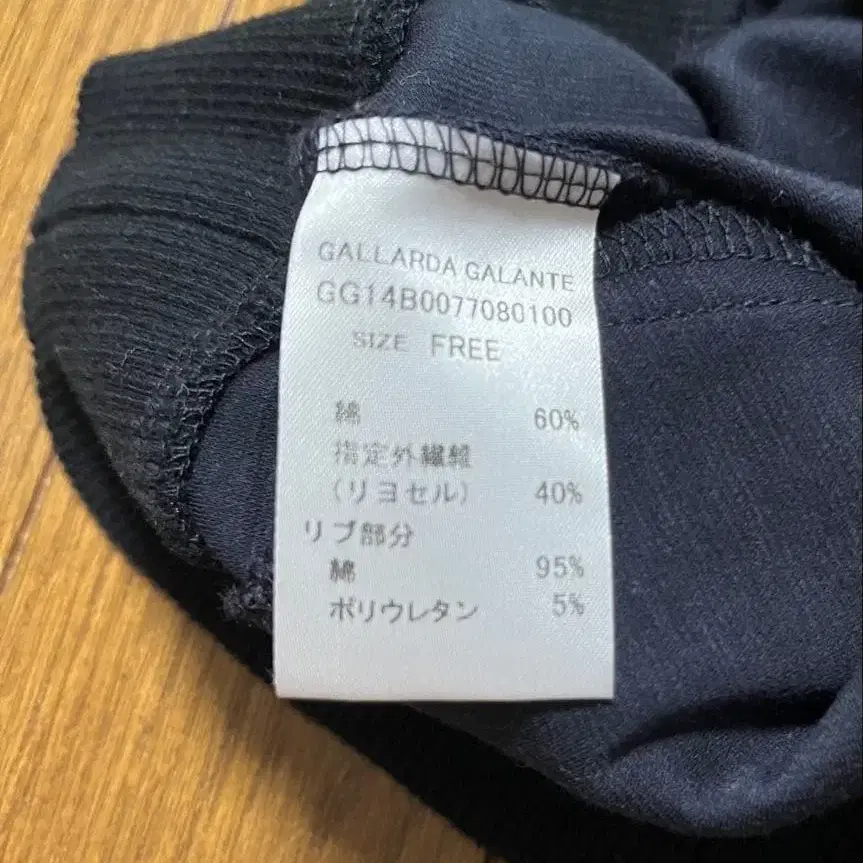 GALLARDA GALANTE
GG14B0077080100
SIZE FREE
綿 60%
指定外繊維
(リヨセル) 40%
リブ部分
綿 95%
ポリウレタン 5%